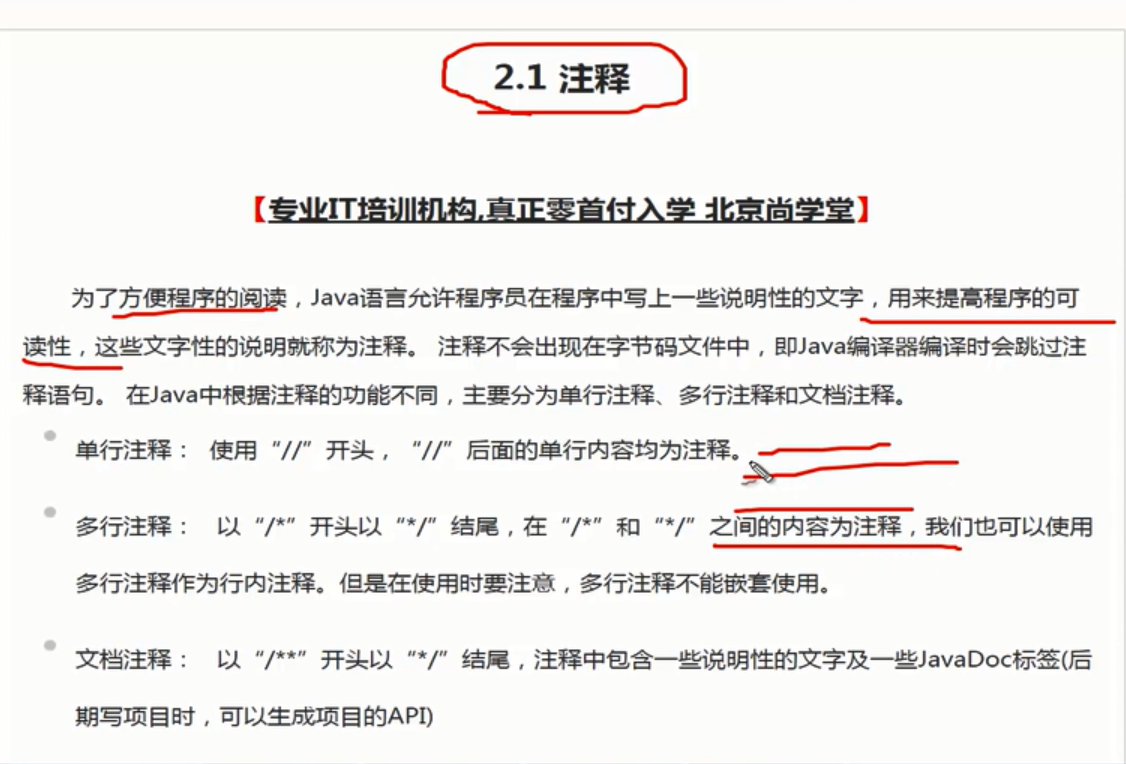 2.1 注释
【专业IT培训机构,真正零首付入学 北京尚学堂】
为了方便程序的阅读，Java语言允许程序员在程序中写上一些说明性的文字，用来提高程序的可
读性，这些文字性的说明就称为注释。 注释不会出现在字节码文件中，即Java编译器编译时会跳过注
释语句。 在Java中根据注释的功能不同，主要分为单行注释、多行注释和文档注释。
单行注释： 使用“//”开头，“//”后面的单行内容均为注释。
多行注释： 以“/*”开头以“*/”结尾，在“/*”和“*/”之间的内容为注释，我们也可以使用
多行注释作为行内注释。但是在使用时要注意，多行注释不能嵌套使用。
文档注释： 以“/**”开头以“*/”结尾，注释中包含一些说明性的文字及一些JavaDoc标签(后
期写项目时，可以生成项目的API)